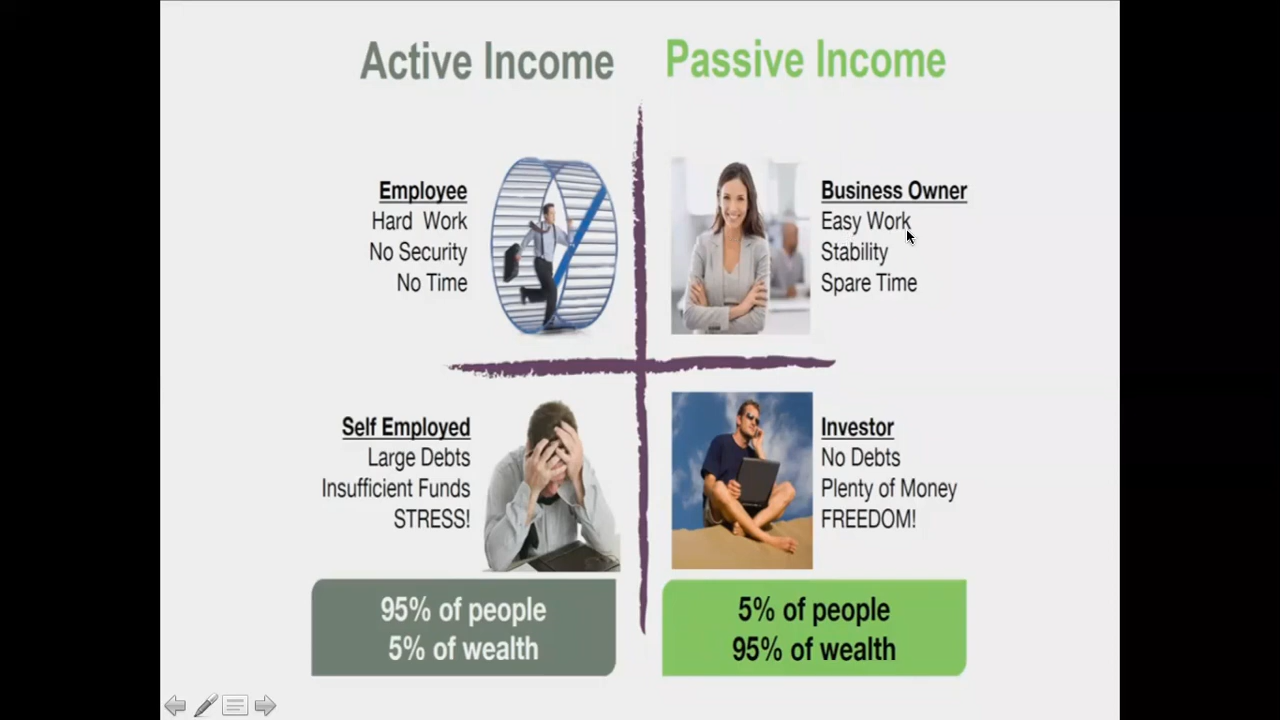 Active Income
Passive Income
Employee
Hard Work
No Security
No Time
Business Owner
Easy Work
Stability
Spare Time
Self Employed
Large Debts
Insufficient Funds
STRESS!
Investor
No Debts
Plenty of Money
FREEDOM!
95% of people
5% of wealth
5% of people
95% of wealth